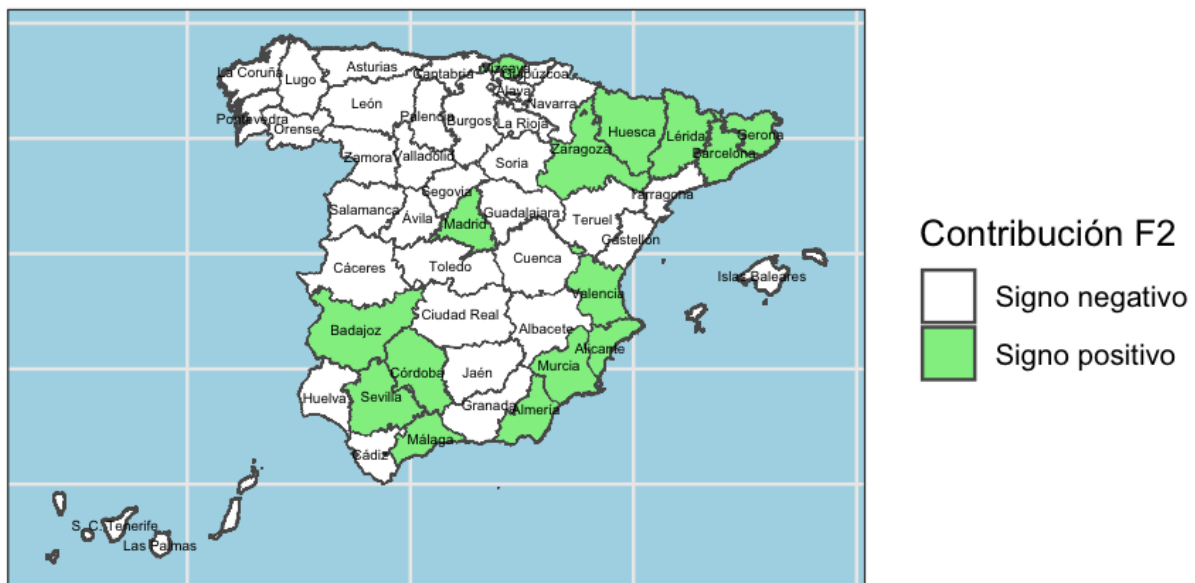 La Coruña
Lugo
Asturias
Cantabria
Vizcaya
Guipúzcoa
Álava
Navarra
León
Palencia
Burgos
La Rioja
Pontevedra
Orense
Huesca
Lérida
Gerona
Barcelona
Zaragoza
Zamora
Valladolid
Soria
Segovia
Tarragona
Salamanca
Ávila
Madrid
Guadalajara
Teruel
Castellón
Cáceres
Toledo
Cuenca
Islas Baleares
Valencia
Badajoz
Ciudad Real
Albacete
Alicante
Córdoba
Jaén
Murcia
Huelva
Sevilla
Granada
Almería
Málaga
Cádiz
S. C. Tenerife
Las Palmas
Contribución F2
Signo negativo
Signo positivo